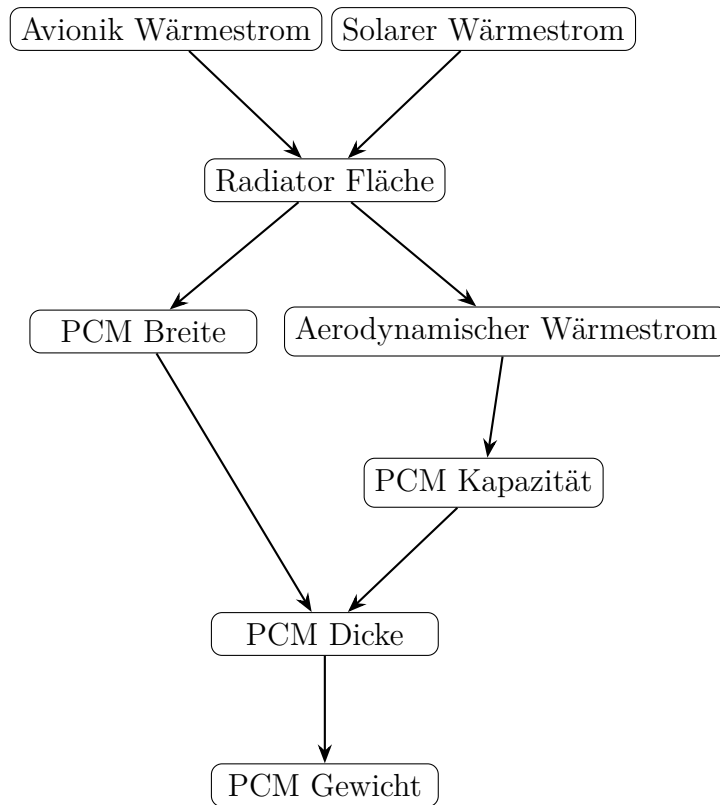 Avionik Wärmestrom
Solarer Wärmestrom
Radiator Fläche
PCM Breite
Aerodynamischer Wärmestrom
PCM Kapazität
PCM Dicke
PCM Gewicht